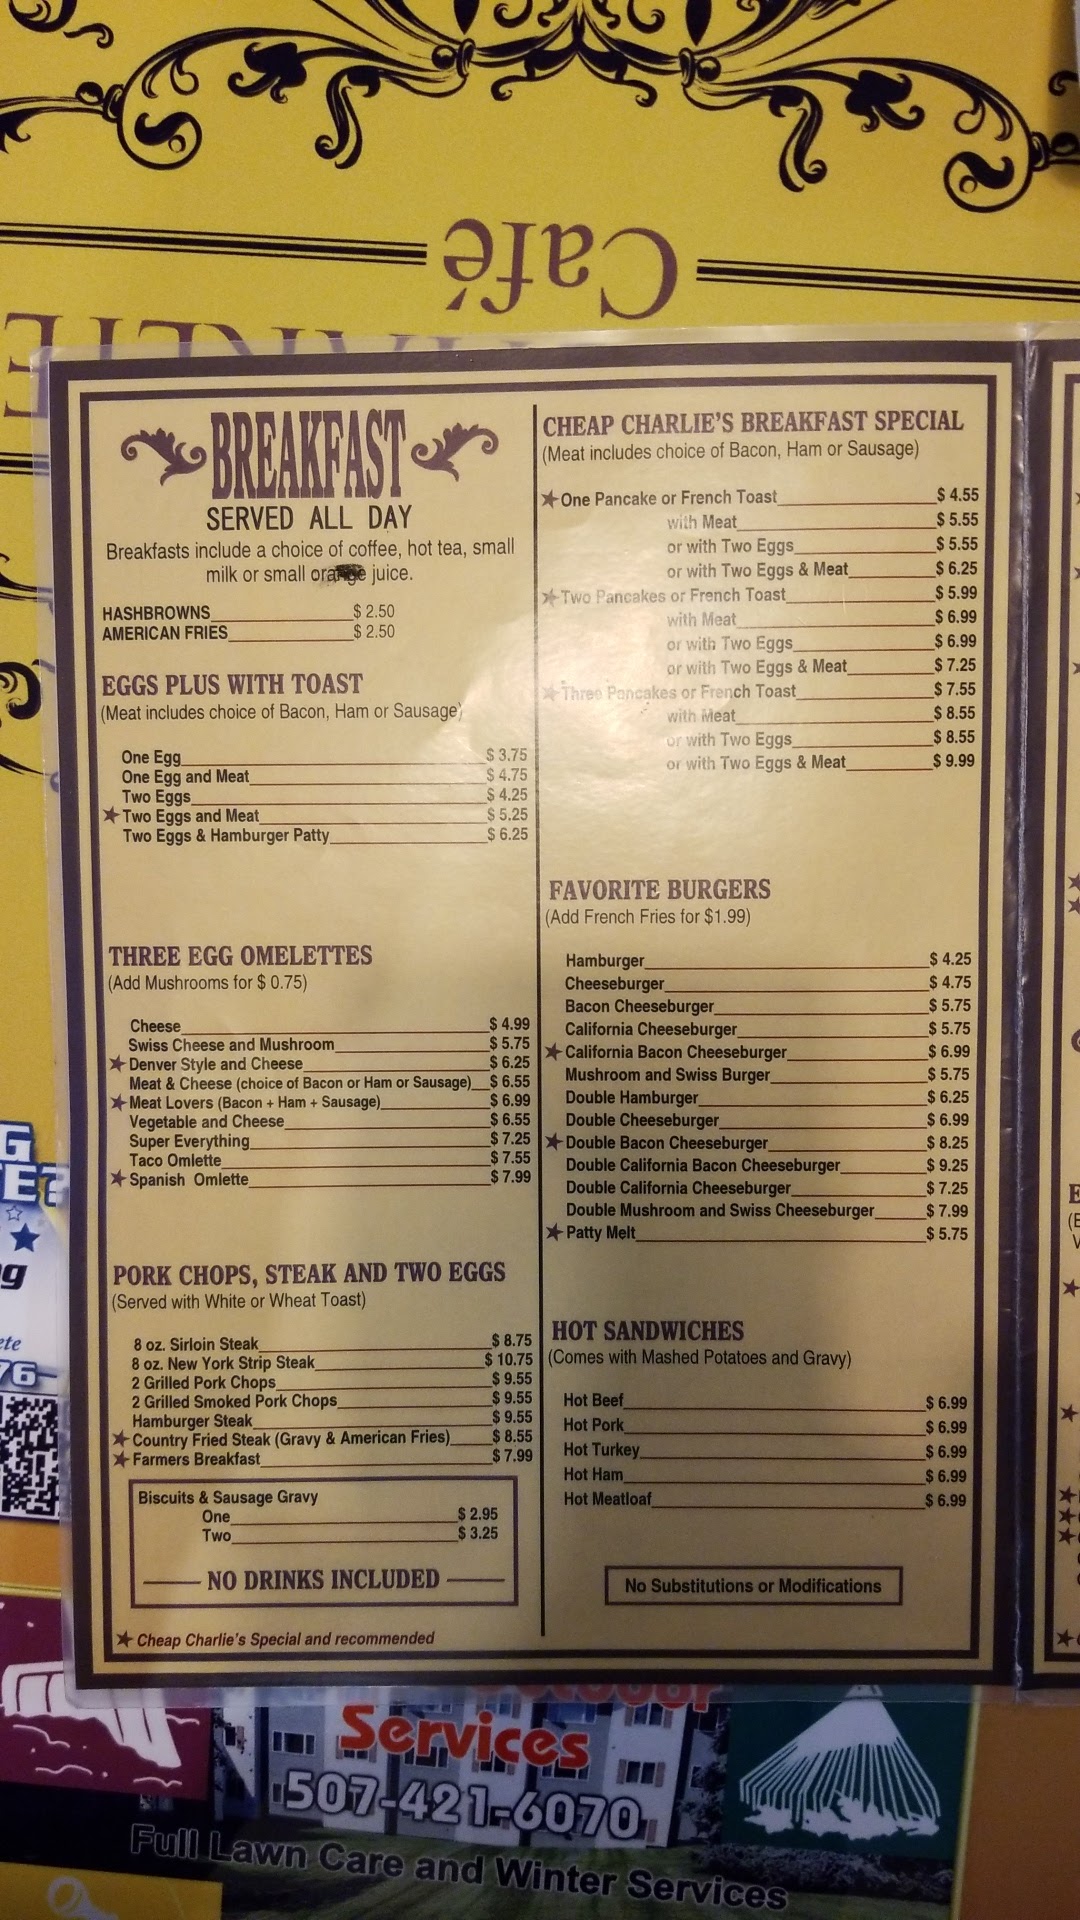 Café
BREAKFAST
SERVED ALL DAY
Breakfasts include a choice of coffee, hot tea, small
milk or small orange juice.
HASHBROWNS $ 2.50
AMERICAN FRIES $ 2.50
EGGS PLUS WITH TOAST
(Meat includes choice of Bacon, Ham or Sausage)
One Egg $ 3.75
One Egg and Meat $ 4.75
Two Eggs $ 4.25
★ Two Eggs and Meat $ 5.25
Two Eggs & Hamburger Patty $ 6.25
THREE EGG OMELETTES
(Add Mushrooms for $ 0.75)
Cheese $ 4.99
Swiss Cheese and Mushroom $ 5.75
★ Denver Style and Cheese $ 6.25
Meat & Cheese (choice of Bacon or Ham or Sausage) $ 6.55
★ Meat Lovers (Bacon + Ham + Sausage) $ 6.99
Vegetable and Cheese $ 6.55
Super Everything $ 7.25
Taco Omlette $ 7.55
★ Spanish Omlette $ 7.99
PORK CHOPS, STEAK AND TWO EGGS
(Served with White or Wheat Toast)
8 oz. Sirloin Steak $ 8.75
8 oz. New York Strip Steak $ 10.75
2 Grilled Pork Chops $ 9.55
2 Grilled Smoked Pork Chops $ 9.55
Hamburger Steak $ 9.55
★ Country Fried Steak (Gravy & American Fries) $ 8.55
★ Farmers Breakfast $ 7.99
Biscuits & Sausage Gravy
One $ 2.95
Two $ 3.25
NO DRINKS INCLUDED
★ Cheap Charlie's Special and recommended
CHEAP CHARLIE'S BREAKFAST SPECIAL
(Meat includes choice of Bacon, Ham or Sausage)
★ One Pancake or French Toast $ 4.55
with Meat $ 5.55
or with Two Eggs $ 5.55
or with Two Eggs & Meat $ 6.25
★ Two Pancakes or French Toast $ 5.99
with Meat $ 6.99
or with Two Eggs $ 6.99
or with Two Eggs & Meat $ 7.25
★ Three Pancakes or French Toast $ 7.55
with Meat $ 8.55
or with Two Eggs $ 8.55
or with Two Eggs & Meat $ 9.99
FAVORITE BURGERS
(Add French Fries for $1.99)
Hamburger $ 4.25
Cheeseburger $ 4.75
Bacon Cheeseburger $ 5.75
California Cheeseburger $ 5.75
★ California Bacon Cheeseburger $ 6.99
Mushroom and Swiss Burger $ 5.75
Double Hamburger $ 6.25
Double Cheeseburger $ 6.99
★ Double Bacon Cheeseburger $ 8.25
Double California Bacon Cheeseburger $ 9.25
Double California Cheeseburger $ 7.25
Double Mushroom and Swiss Cheeseburger $ 7.99
★ Patty Melt $ 5.75
HOT SANDWICHES
(Comes with Mashed Potatoes and Gravy)
Hot Beef $ 6.99
Hot Pork $ 6.99
Hot Turkey $ 6.99
Hot Ham $ 6.99
Hot Meatloaf $ 6.99
No Substitutions or Modifications
Services
507-421-6070
Full Lawn Care and Winter Services